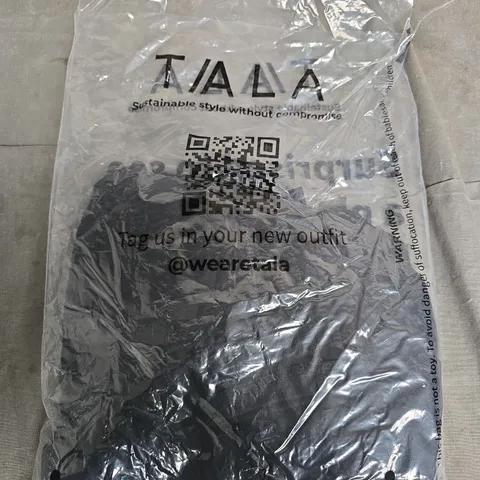 TALA
Sustainable style without compromise
Tag us in your new outfit
@wearetala
WARNING
this bag is not a toy. To avoid danger of suffocation, keep out of reach of babies and children